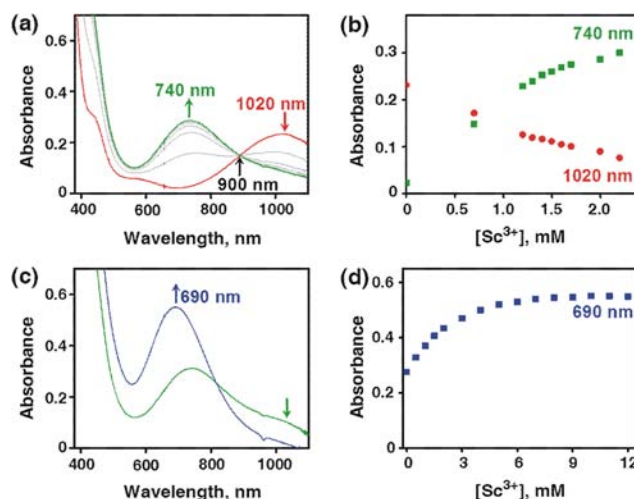 (a)
0.6
0.4
0.2
0
Absorbance
740 nm
1020 nm
900 nm
400 600 800 1000
Wavelength, nm
(b)
0.3
0.2
0.1
0
Absorbance
740 nm
1020 nm
0 0.5 1.0 1.5 2.0
[Sc³⁺], mM
(c)
0.6
0.4
0.2
0
Absorbance
690 nm
400 600 800 1000
Wavelength, nm
(d)
0.6
0.4
0.2
0
Absorbance
690 nm
0 3 6 9 12
[Sc³⁺], mM